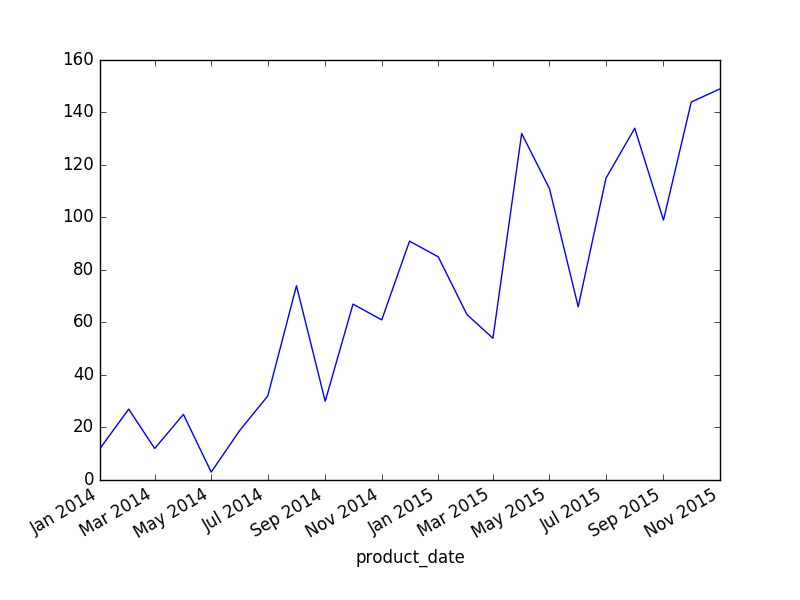 160
140
120
100
80
60
40
20
0
Jan 2014
Mar 2014
May 2014
Jul 2014
Sep 2014
Nov 2014
Jan 2015
Mar 2015
May 2015
Jul 2015
Sep 2015
Nov 2015
product_date